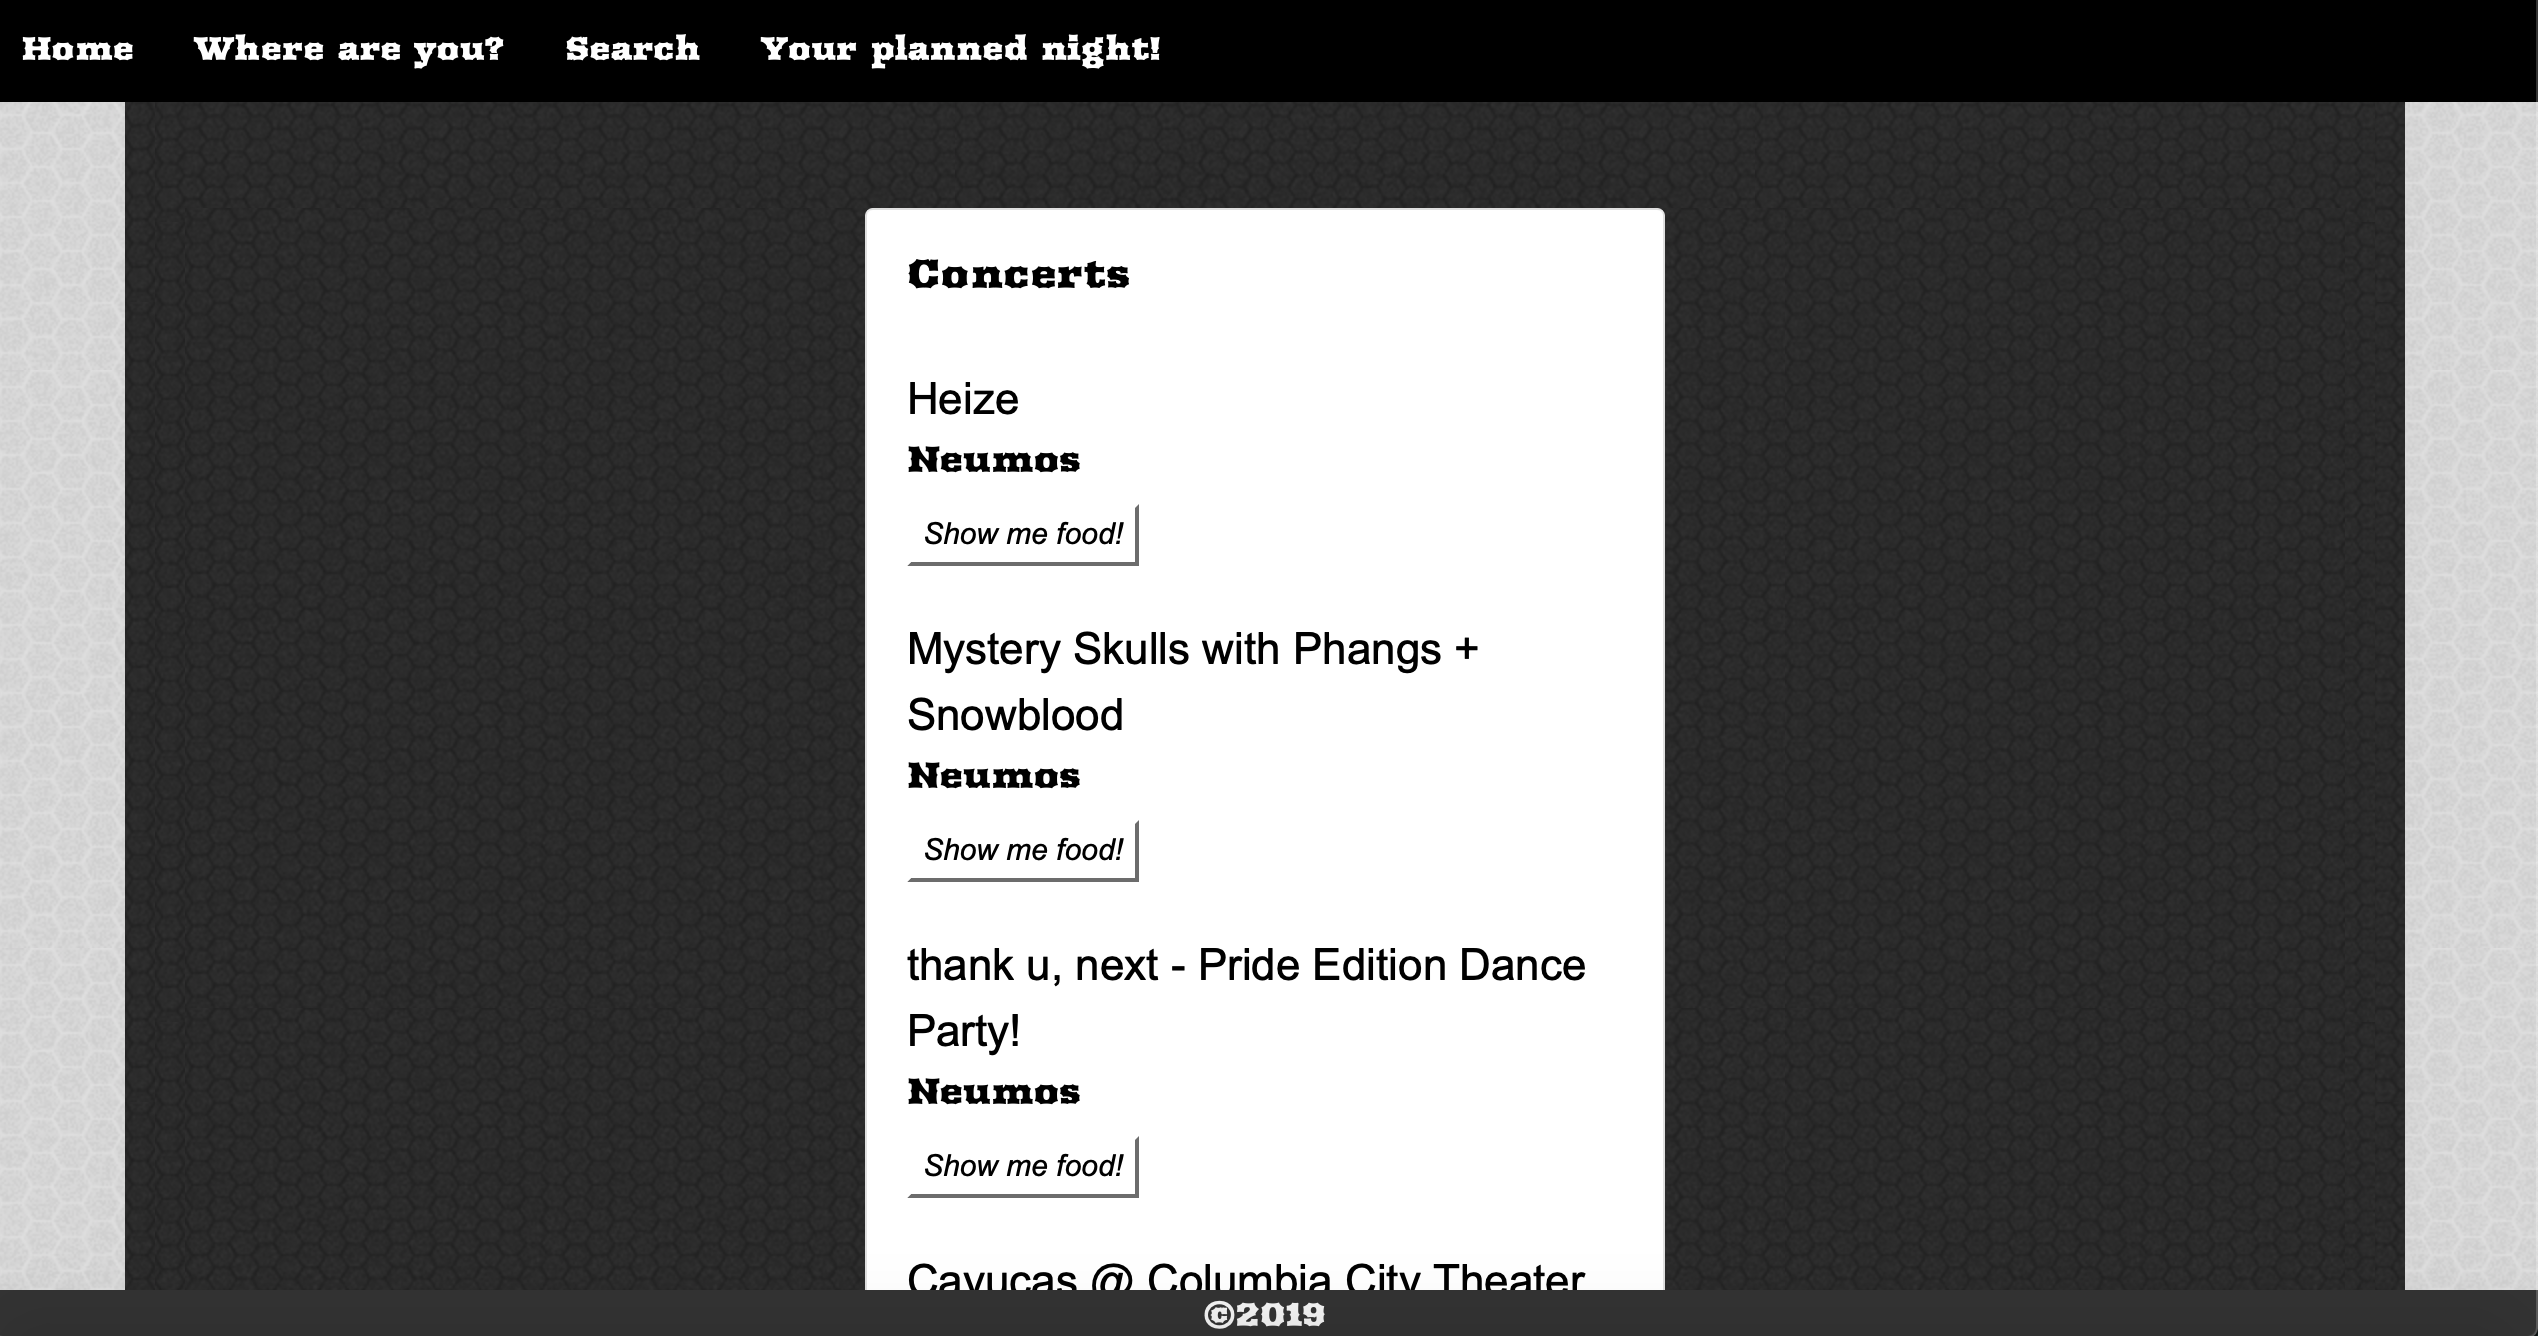 Home Where are you? Search Your planned night!
Concerts
Heize
Neumos
Show me food!
Mystery Skulls with Phangs +
Snowblood
Neumos
Show me food!
thank u, next - Pride Edition Dance
Party!
Neumos
Show me food!
Cayucas @ Columbia City Theater
©2019